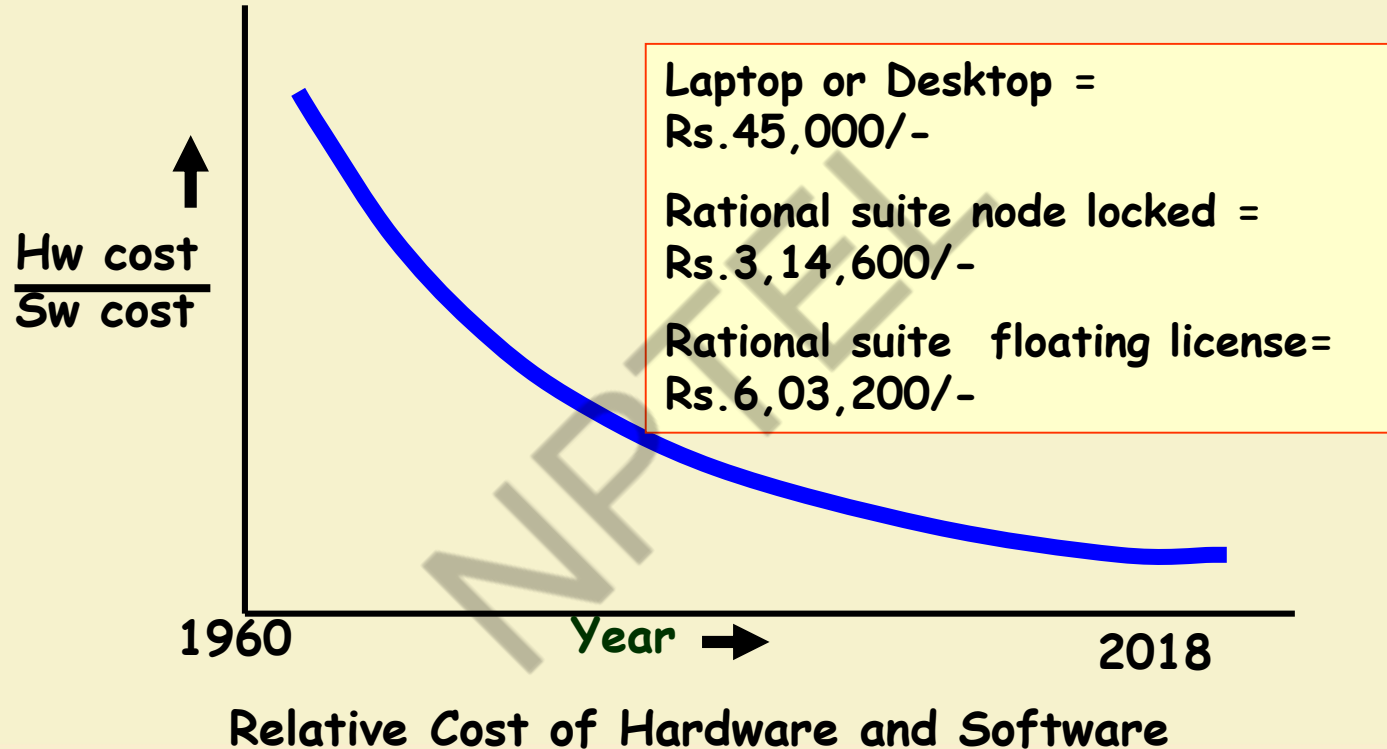 Laptop or Desktop =
Rs.45,000/-
Rational suite node locked =
Rs.3,14,600/-
Rational suite floating license=
Rs.6,03,200/-
Hw cost
Sw cost
NPTEL
1960
Year
2018
Relative Cost of Hardware and Software